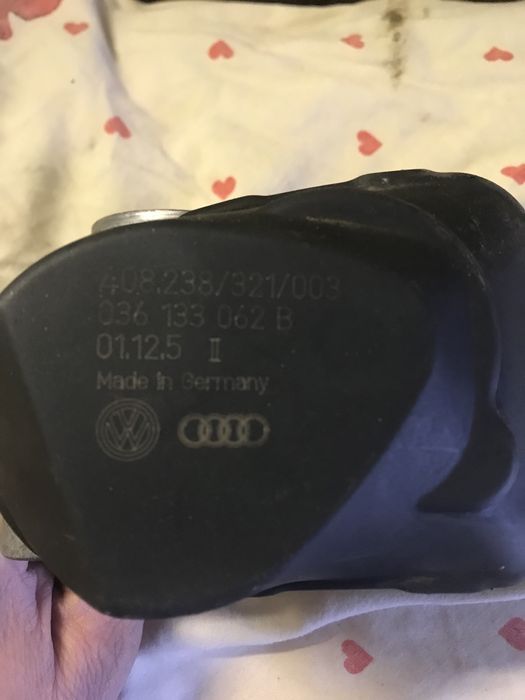 408.238/321/003
036 133 062 B
01.12.5 II
Made in Germany